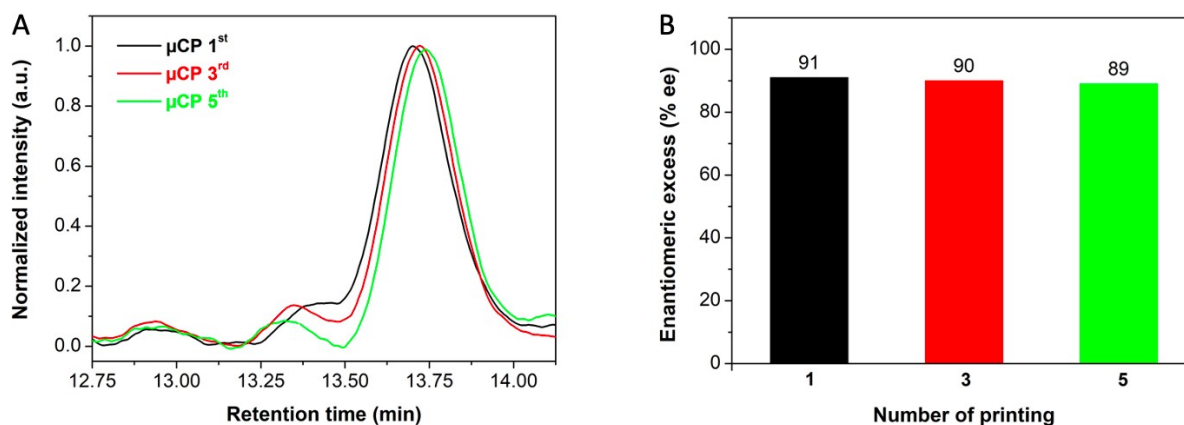 A
µCP 1st
µCP 3rd
µCP 5th
Normalized intensity (a.u.)
1.0
0.8
0.6
0.4
0.2
0.0
12.75 13.00 13.25 13.50 13.75 14.00
Retention time (min)
B
Enantiomeric excess (% ee)
100
80
60
40
20
0
91 90 89
1 3 5
Number of printing